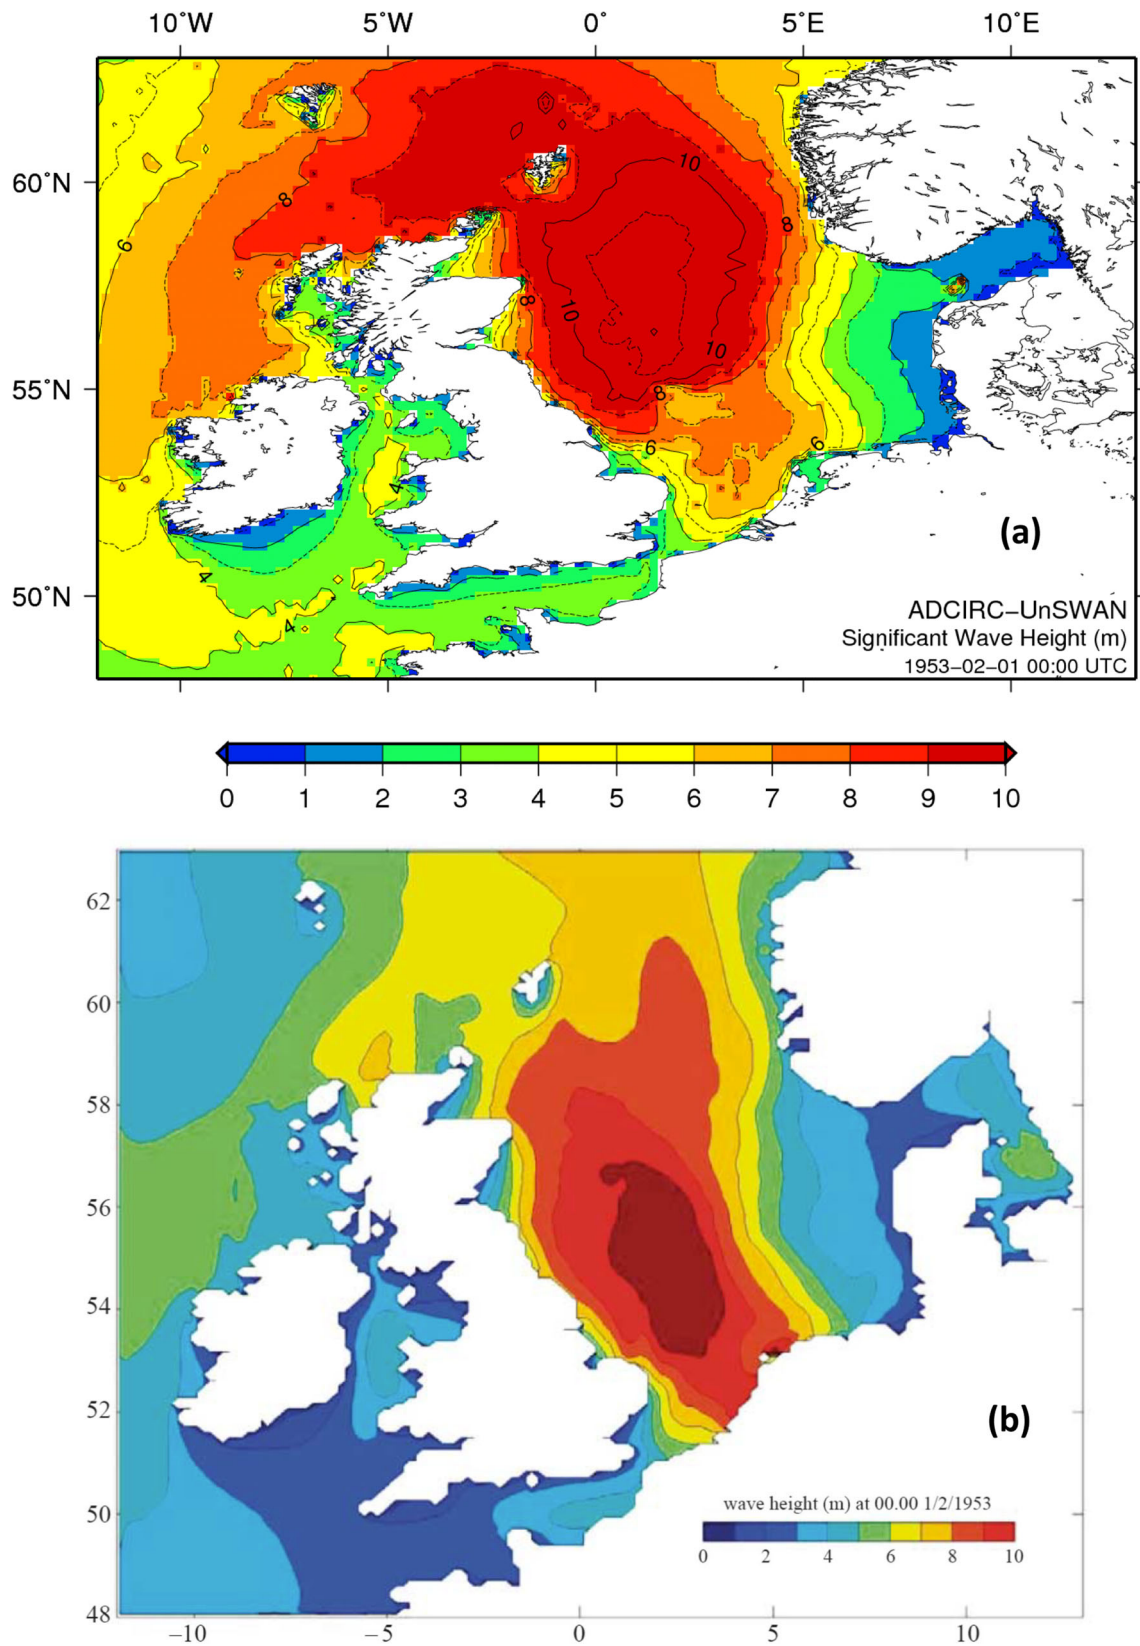 10°W 5°W 0° 5°E 10°E
60°N
55°N
50°N
6
8
10
8
8
10
10
8
6
6
4
4
4
(a)
ADCIRC–UnSWAN
Significant Wave Height (m)
1953–02–01 00:00 UTC
0 1 2 3 4 5 6 7 8 9 10
62
60
58
56
54
52
50
48
(b)
wave height (m) at 00.00 1/2/1953
0 2 4 6 8 10
−10 −5 0 5 10